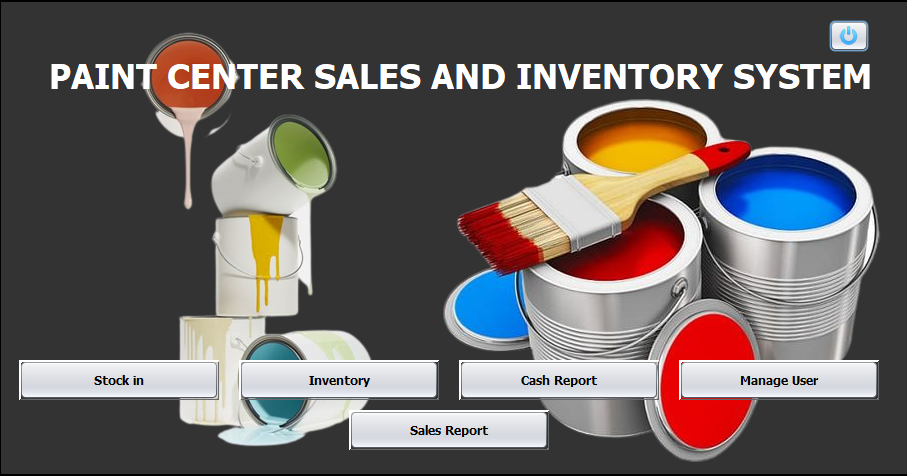 PAINT CENTER SALES AND INVENTORY SYSTEM
Stock in
Inventory
Cash Report
Manage User
Sales Report